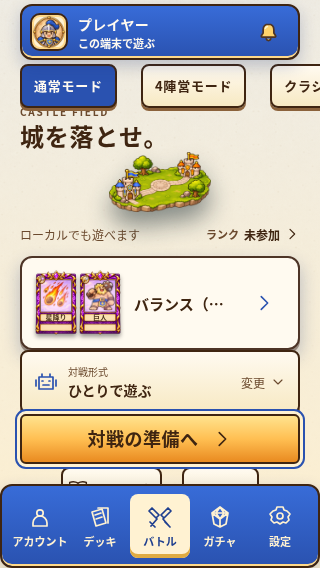 プレイヤー
この端末で遊ぶ
通常モード
4陣営モード
クラシ
CASTLE FIELD
城を落とせ。
ローカルでも遊べます
ランク 未参加
巨人
バランス（…
対戦形式
ひとりで遊ぶ
変更
対戦の準備へ
アカウント
デッキ
バトル
ガチャ
設定